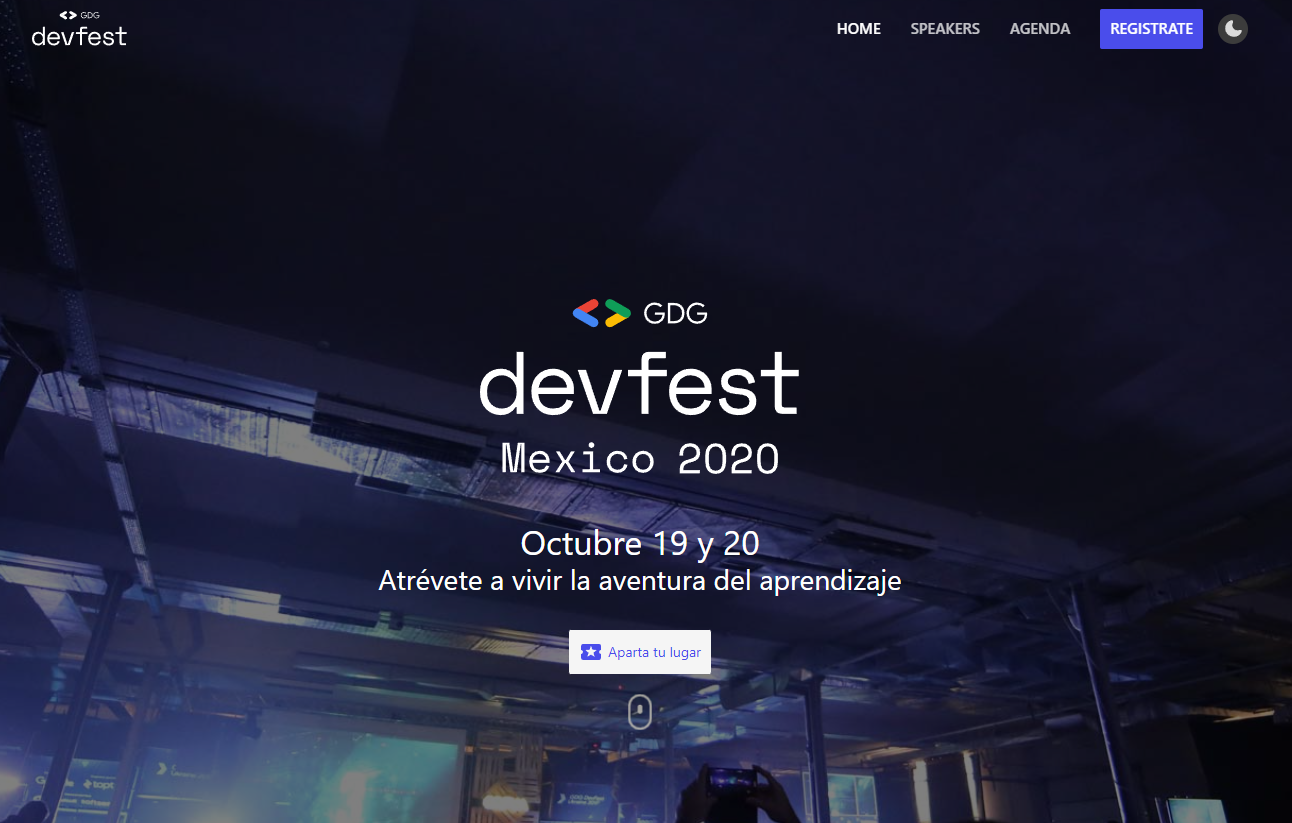 GDG
devfest
HOME
SPEAKERS
AGENDA
REGISTRATE
GDG
devfest
Mexico 2020
Octubre 19 y 20
Atrévete a vivir la aventura del aprendizaje
Aparta tu lugar